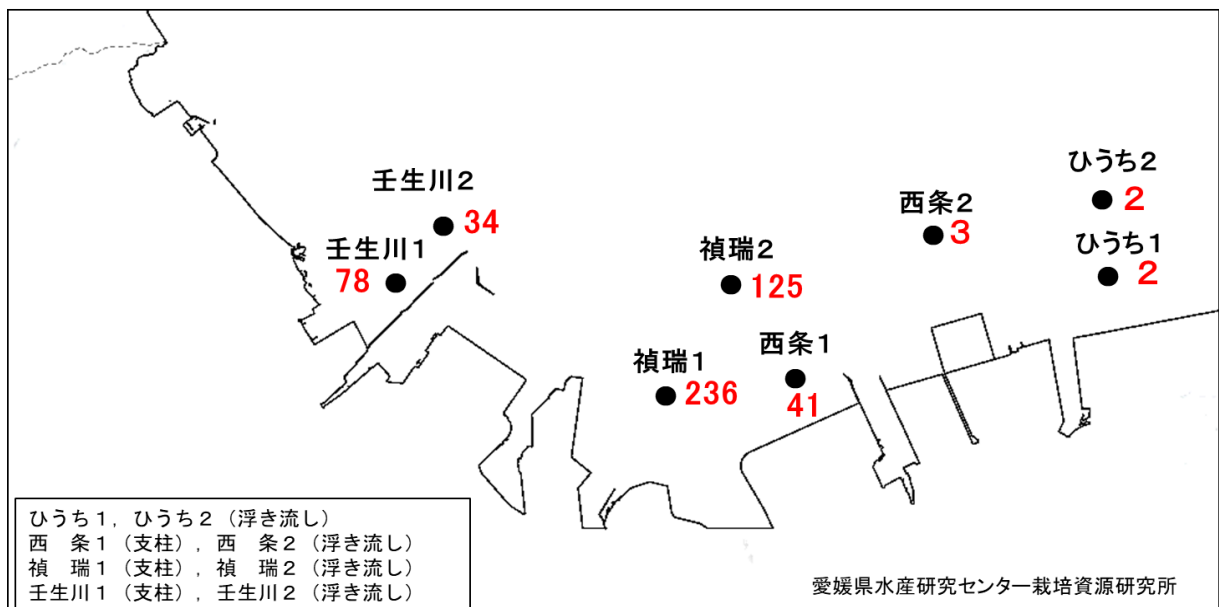 ひうち２
2
壬生川２
34
西条２
3
壬生川１
78
禎瑞２
125
ひうち１
2
禎瑞１
236
西条１
41
ひうち１，ひうち２（浮き流し）
西　条１（支柱），西　条２（浮き流し）
禎　瑞１（支柱），禎　瑞２（浮き流し）
壬生川１（支柱），壬生川２（浮き流し）
愛媛県水産研究センター栽培資源研究所